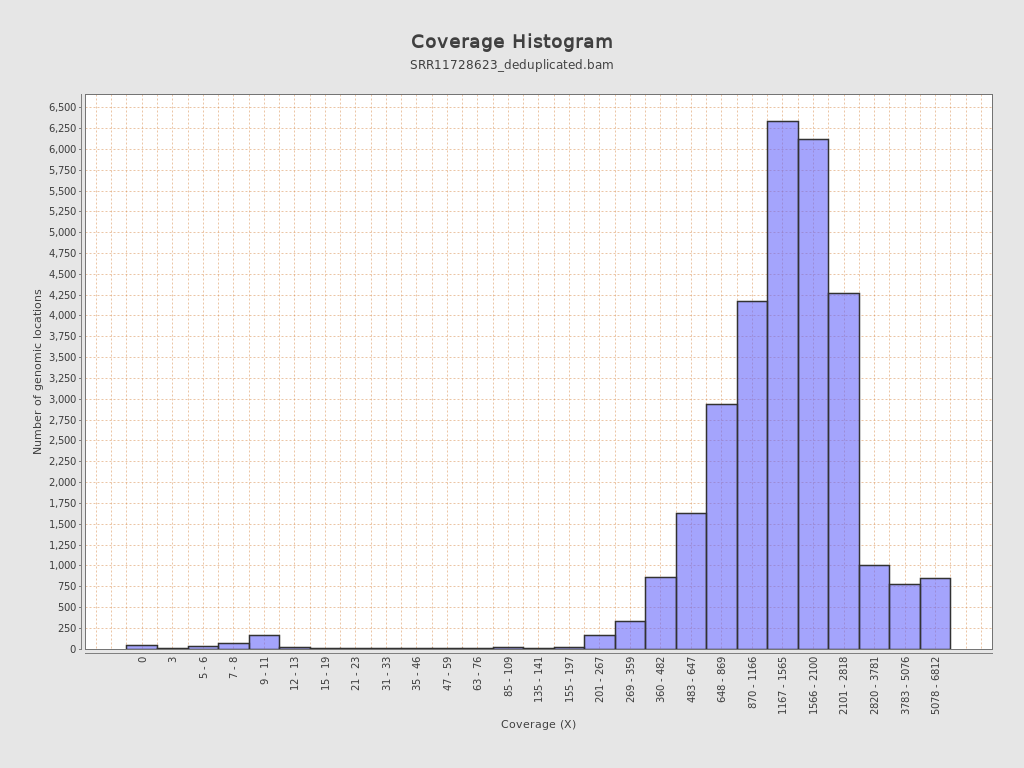 Coverage Histogram
SRR11728623_deduplicated.bam
6,500
6,250
6,000
5,750
5,500
5,250
5,000
4,750
4,500
4,250
4,000
3,750
3,500
3,250
3,000
2,750
2,500
2,250
2,000
1,750
1,500
1,250
1,000
750
500
250
0
Number of genomic locations
0
3
5 - 6
7 - 8
9 - 11
12 - 13
15 - 19
21 - 23
31 - 33
35 - 46
47 - 59
63 - 76
85 - 109
135 - 141
155 - 197
201 - 267
269 - 359
360 - 482
483 - 647
648 - 869
870 - 1166
1167 - 1565
1566 - 2100
2101 - 2818
2820 - 3781
3783 - 5076
5078 - 6812
Coverage (X)